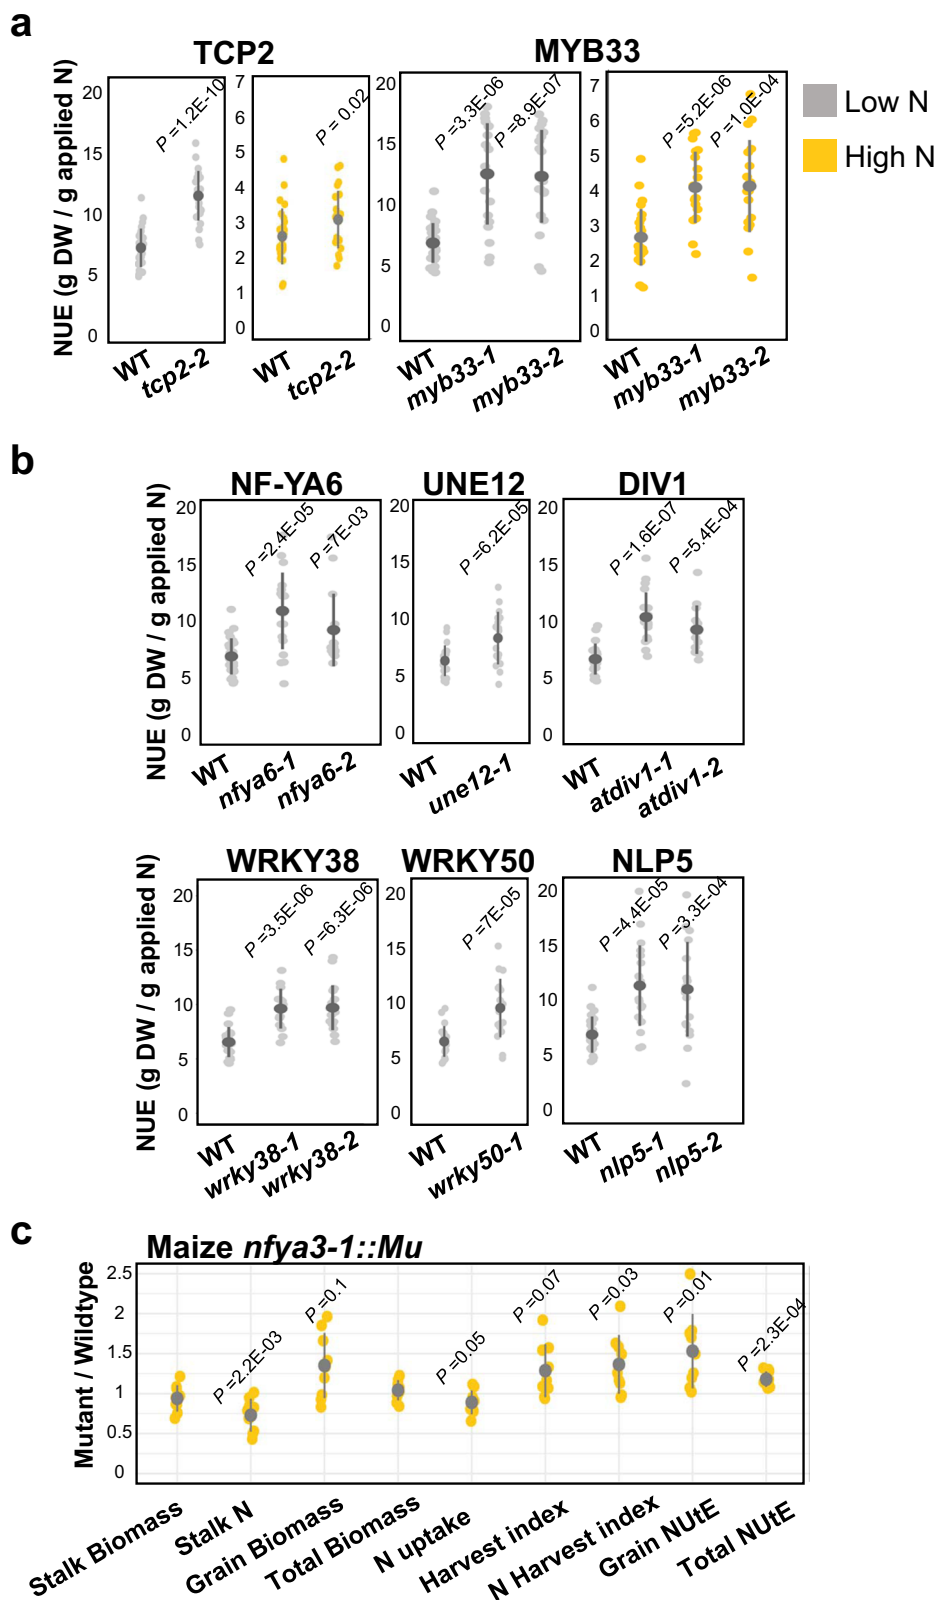 a
TCP2
MYB33
NUE (g DW / g applied N)
20
15
10
5
0
P =1.2E-10
WT
tcp2-2
7
6
5
4
3
2
1
0
P = 0.02
WT
tcp2-2
20
15
10
5
0
P =3.3E-06
P =8.9E-07
WT
myb33-1
myb33-2
7
6
5
4
3
2
1
0
P =5.2E-06
P =1.0E-04
WT
myb33-1
myb33-2
Low N
High N
b
NF-YA6
UNE12
DIV1
NUE (g DW / g applied N)
20
15
10
5
0
P =2.4E-05
P =7E-03
WT
nfya6-1
nfya6-2
20
15
10
5
0
P =6.2E-05
WT
une12-1
20
15
10
5
0
P =1.6E-07
P =5.4E-04
WT
atdiv1-1
atdiv1-2
WRKY38
WRKY50
NLP5
NUE (g DW / g applied N)
20
15
10
5
0
P =3.5E-06
P =6.3E-06
WT
wrky38-1
wrky38-2
20
15
10
5
0
P =7E-05
WT
wrky50-1
20
15
10
5
0
P =4.4E-05
P =3.3E-04
WT
nlp5-1
nlp5-2
c
Maize nfya3-1::Mu
Mutant / Wildtype
2.5
2
1.5
1
0.5
0
P =2.2E-03
P =0.1
P =0.05
P =0.07
P =0.03
P =0.01
P =2.3E-04
Stalk Biomass
Stalk N
Grain Biomass
Total Biomass
N uptake
Harvest index
N Harvest index
Grain NUtE
Total NUtE